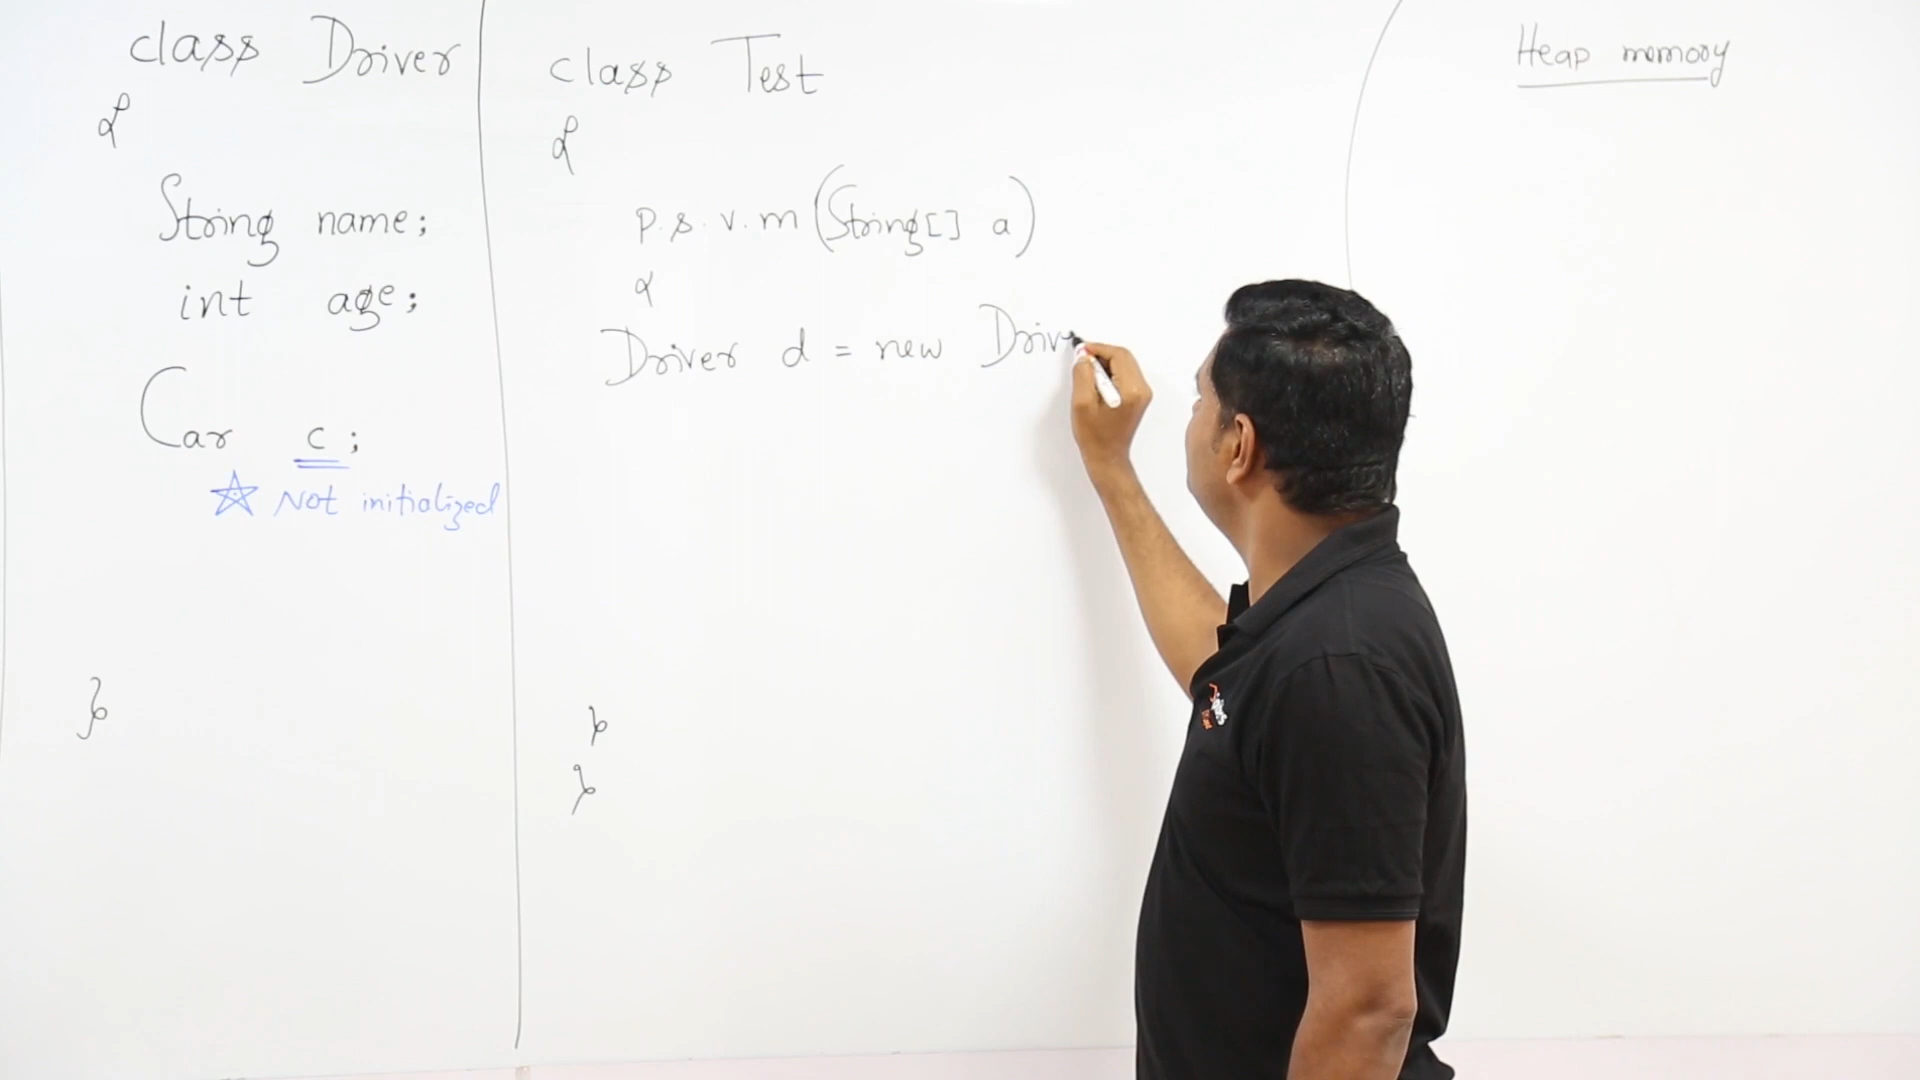 class Driver
{
String name;
int age;
Car c;
☆ Not initialized
}
class Test
{
p.s.v.m (String[] a)
{
Driver d = new Driv
}
}
Heap memory